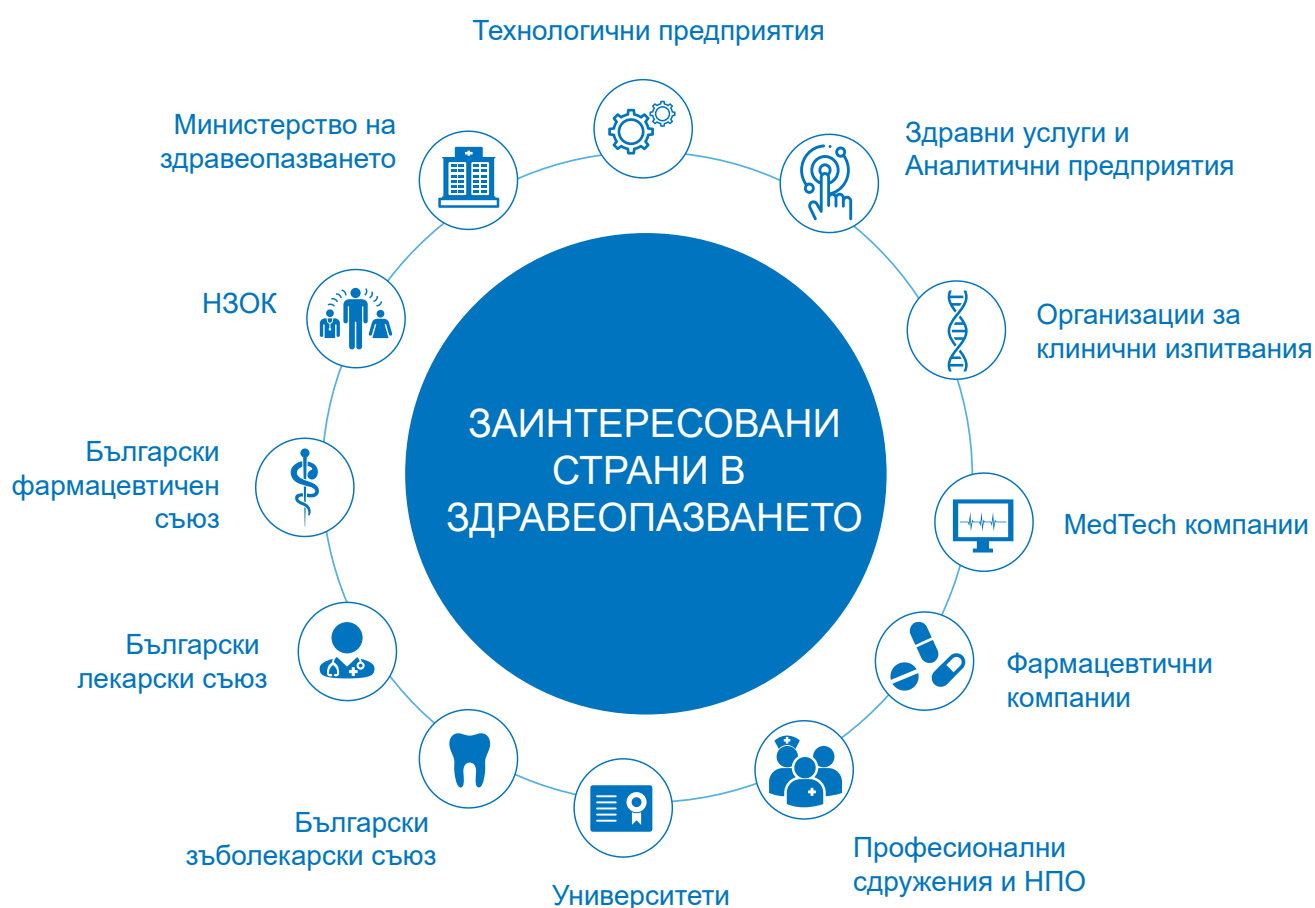 Технологични предприятия
Министерство на
здравеопазването
Здравни услуги и
Аналитични предприятия
НЗОК
Организации за
клинични изпитвания
ЗАИНТЕРЕСОВАНИ
СТРАНИ В
ЗДРАВЕОПАЗВАНЕТО
Български
фармацевтичен
съюз
MedTech компании
Български
лекарски съюз
Фармацевтични
компании
Български
зъболекарски съюз
Професионални
сдружения и НПО
Университети